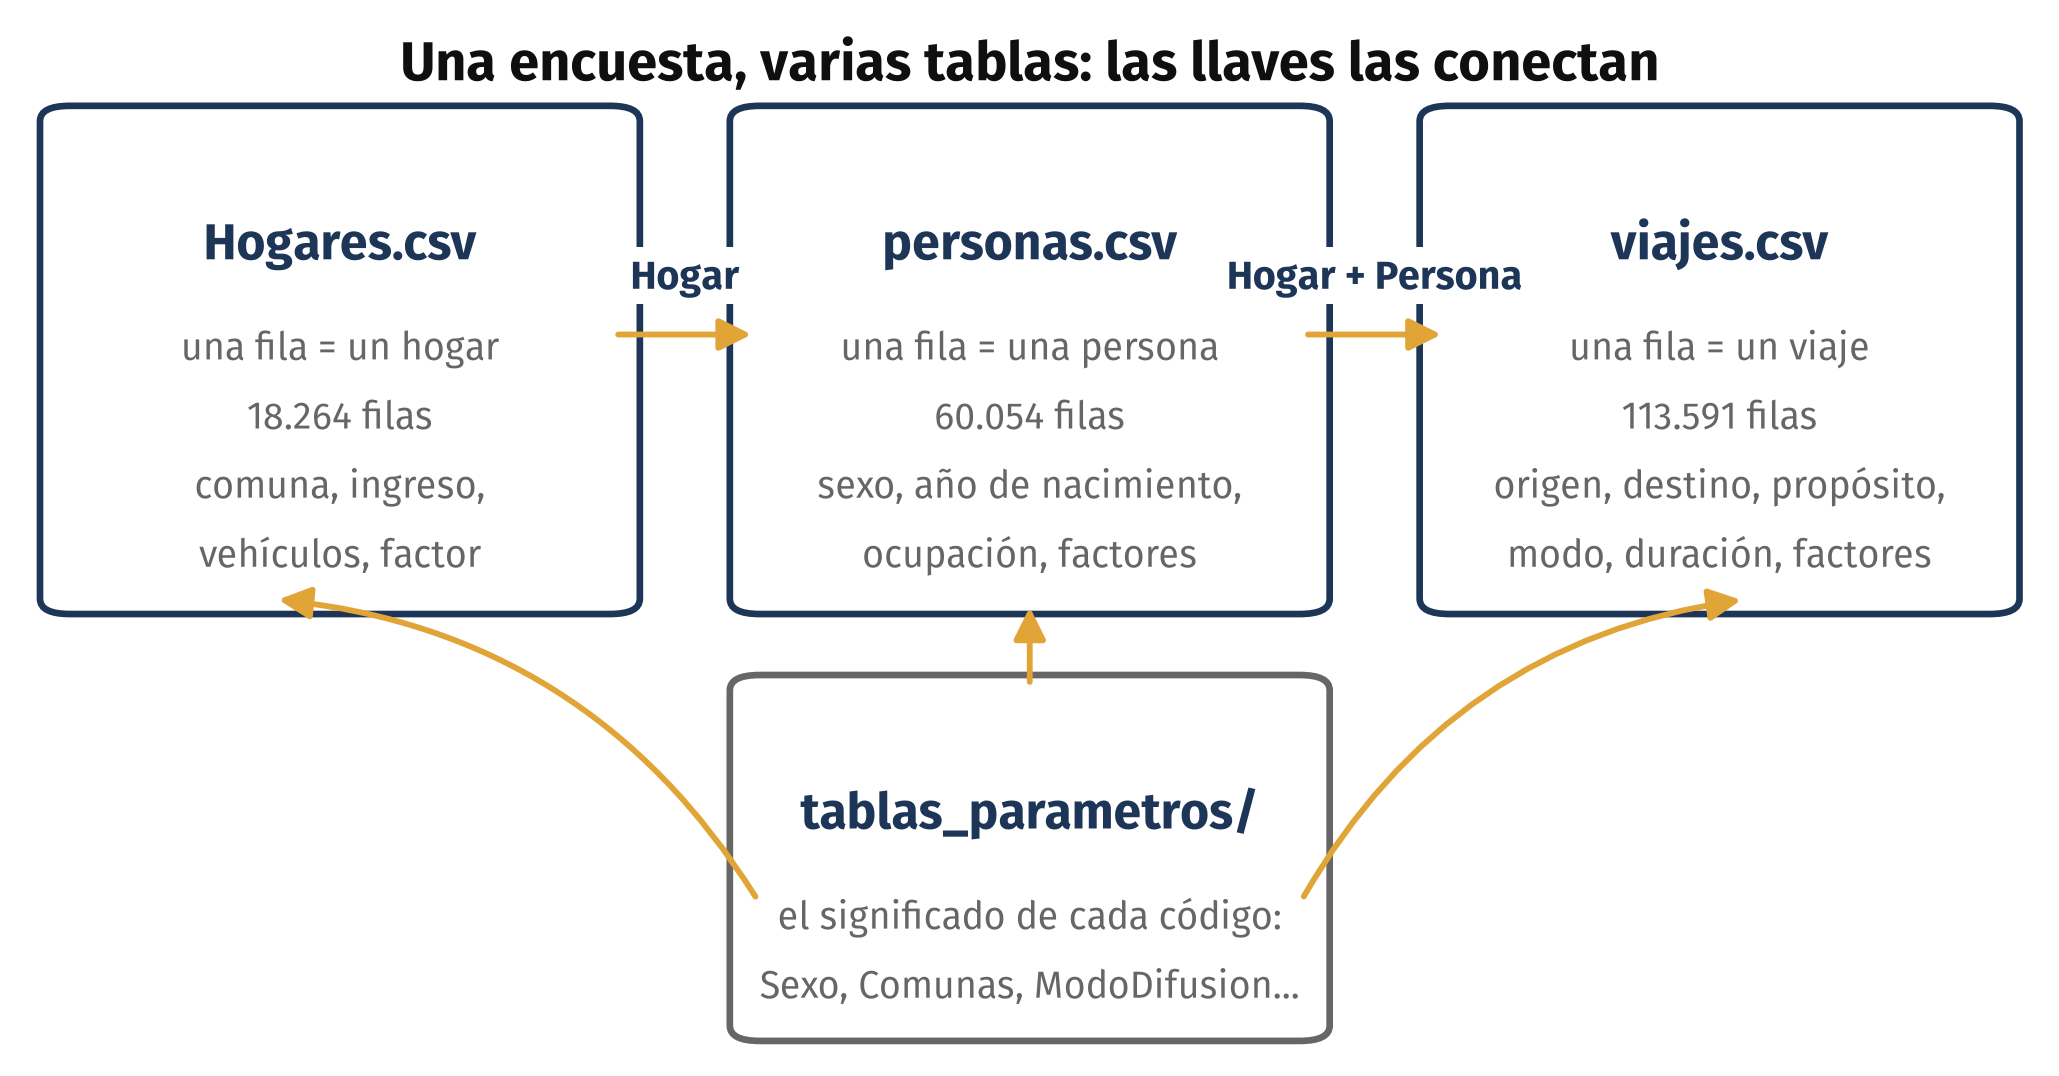 Una encuesta, varias tablas: las llaves las conectan
Hogares.csv
una fila = un hogar
18.264 filas
comuna, ingreso,
vehículos, factor
Hogar
personas.csv
una fila = una persona
60.054 filas
sexo, año de nacimiento,
ocupación, factores
Hogar + Persona
viajes.csv
una fila = un viaje
113.591 filas
origen, destino, propósito,
modo, duración, factores
tablas_parametros/
el significado de cada código:
Sexo, Comunas, ModoDifusion...